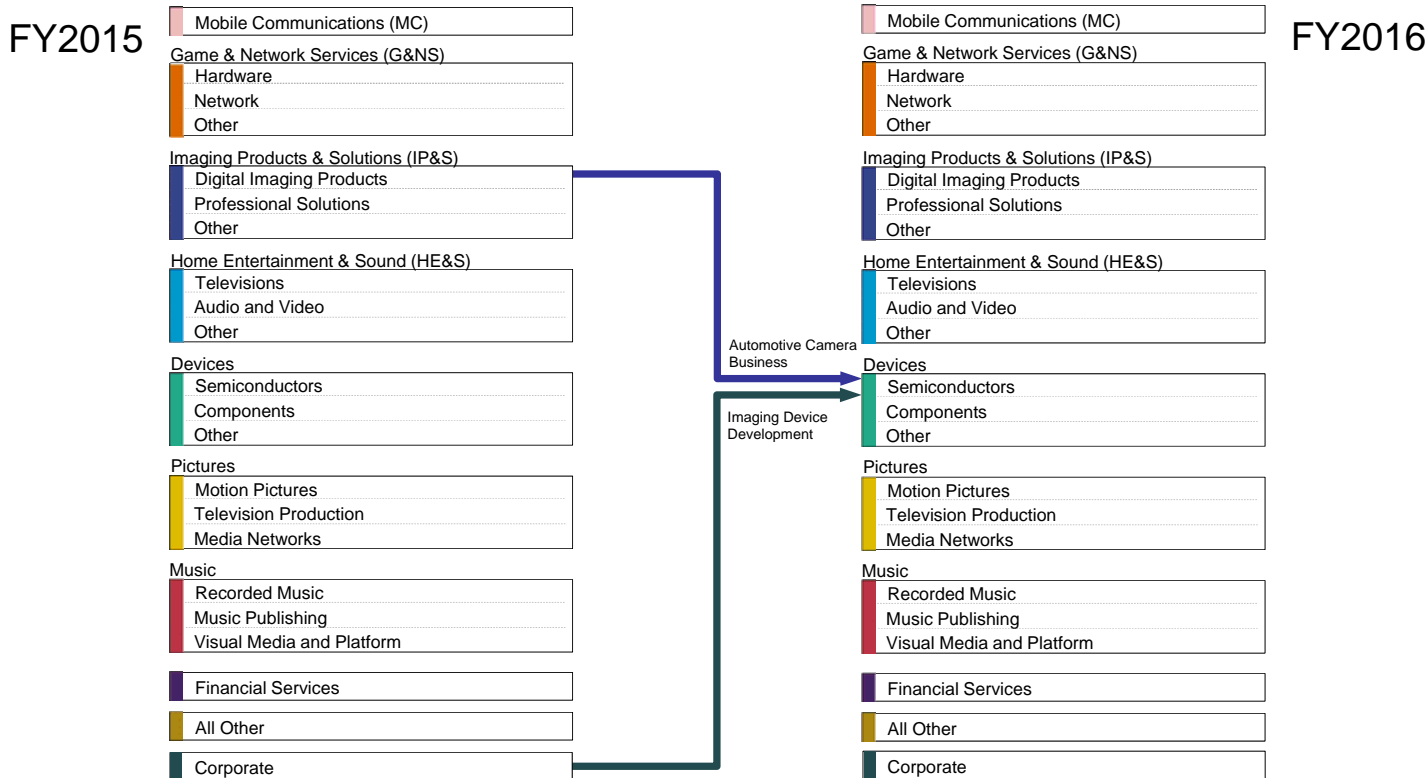 FY2015
Mobile Communications (MC)
Game & Network Services (G&NS)
Hardware
Network
Other
Imaging Products & Solutions (IP&S)
Digital Imaging Products
Professional Solutions
Other
Home Entertainment & Sound (HE&S)
Televisions
Audio and Video
Other
Devices
Semiconductors
Components
Other
Pictures
Motion Pictures
Television Production
Media Networks
Music
Recorded Music
Music Publishing
Visual Media and Platform
Financial Services
All Other
Corporate
Automotive Camera
Business
Imaging Device
Development
FY2016
Mobile Communications (MC)
Game & Network Services (G&NS)
Hardware
Network
Other
Imaging Products & Solutions (IP&S)
Digital Imaging Products
Professional Solutions
Other
Home Entertainment & Sound (HE&S)
Televisions
Audio and Video
Other
Devices
Semiconductors
Components
Other
Pictures
Motion Pictures
Television Production
Media Networks
Music
Recorded Music
Music Publishing
Visual Media and Platform
Financial Services
All Other
Corporate